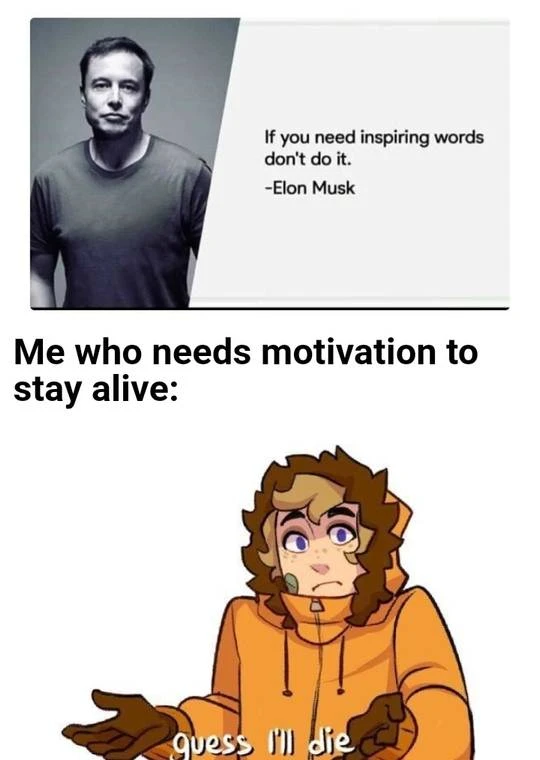 If you need inspiring words
don't do it.
-Elon Musk
Me who needs motivation to
stay alive:
guess I'll die